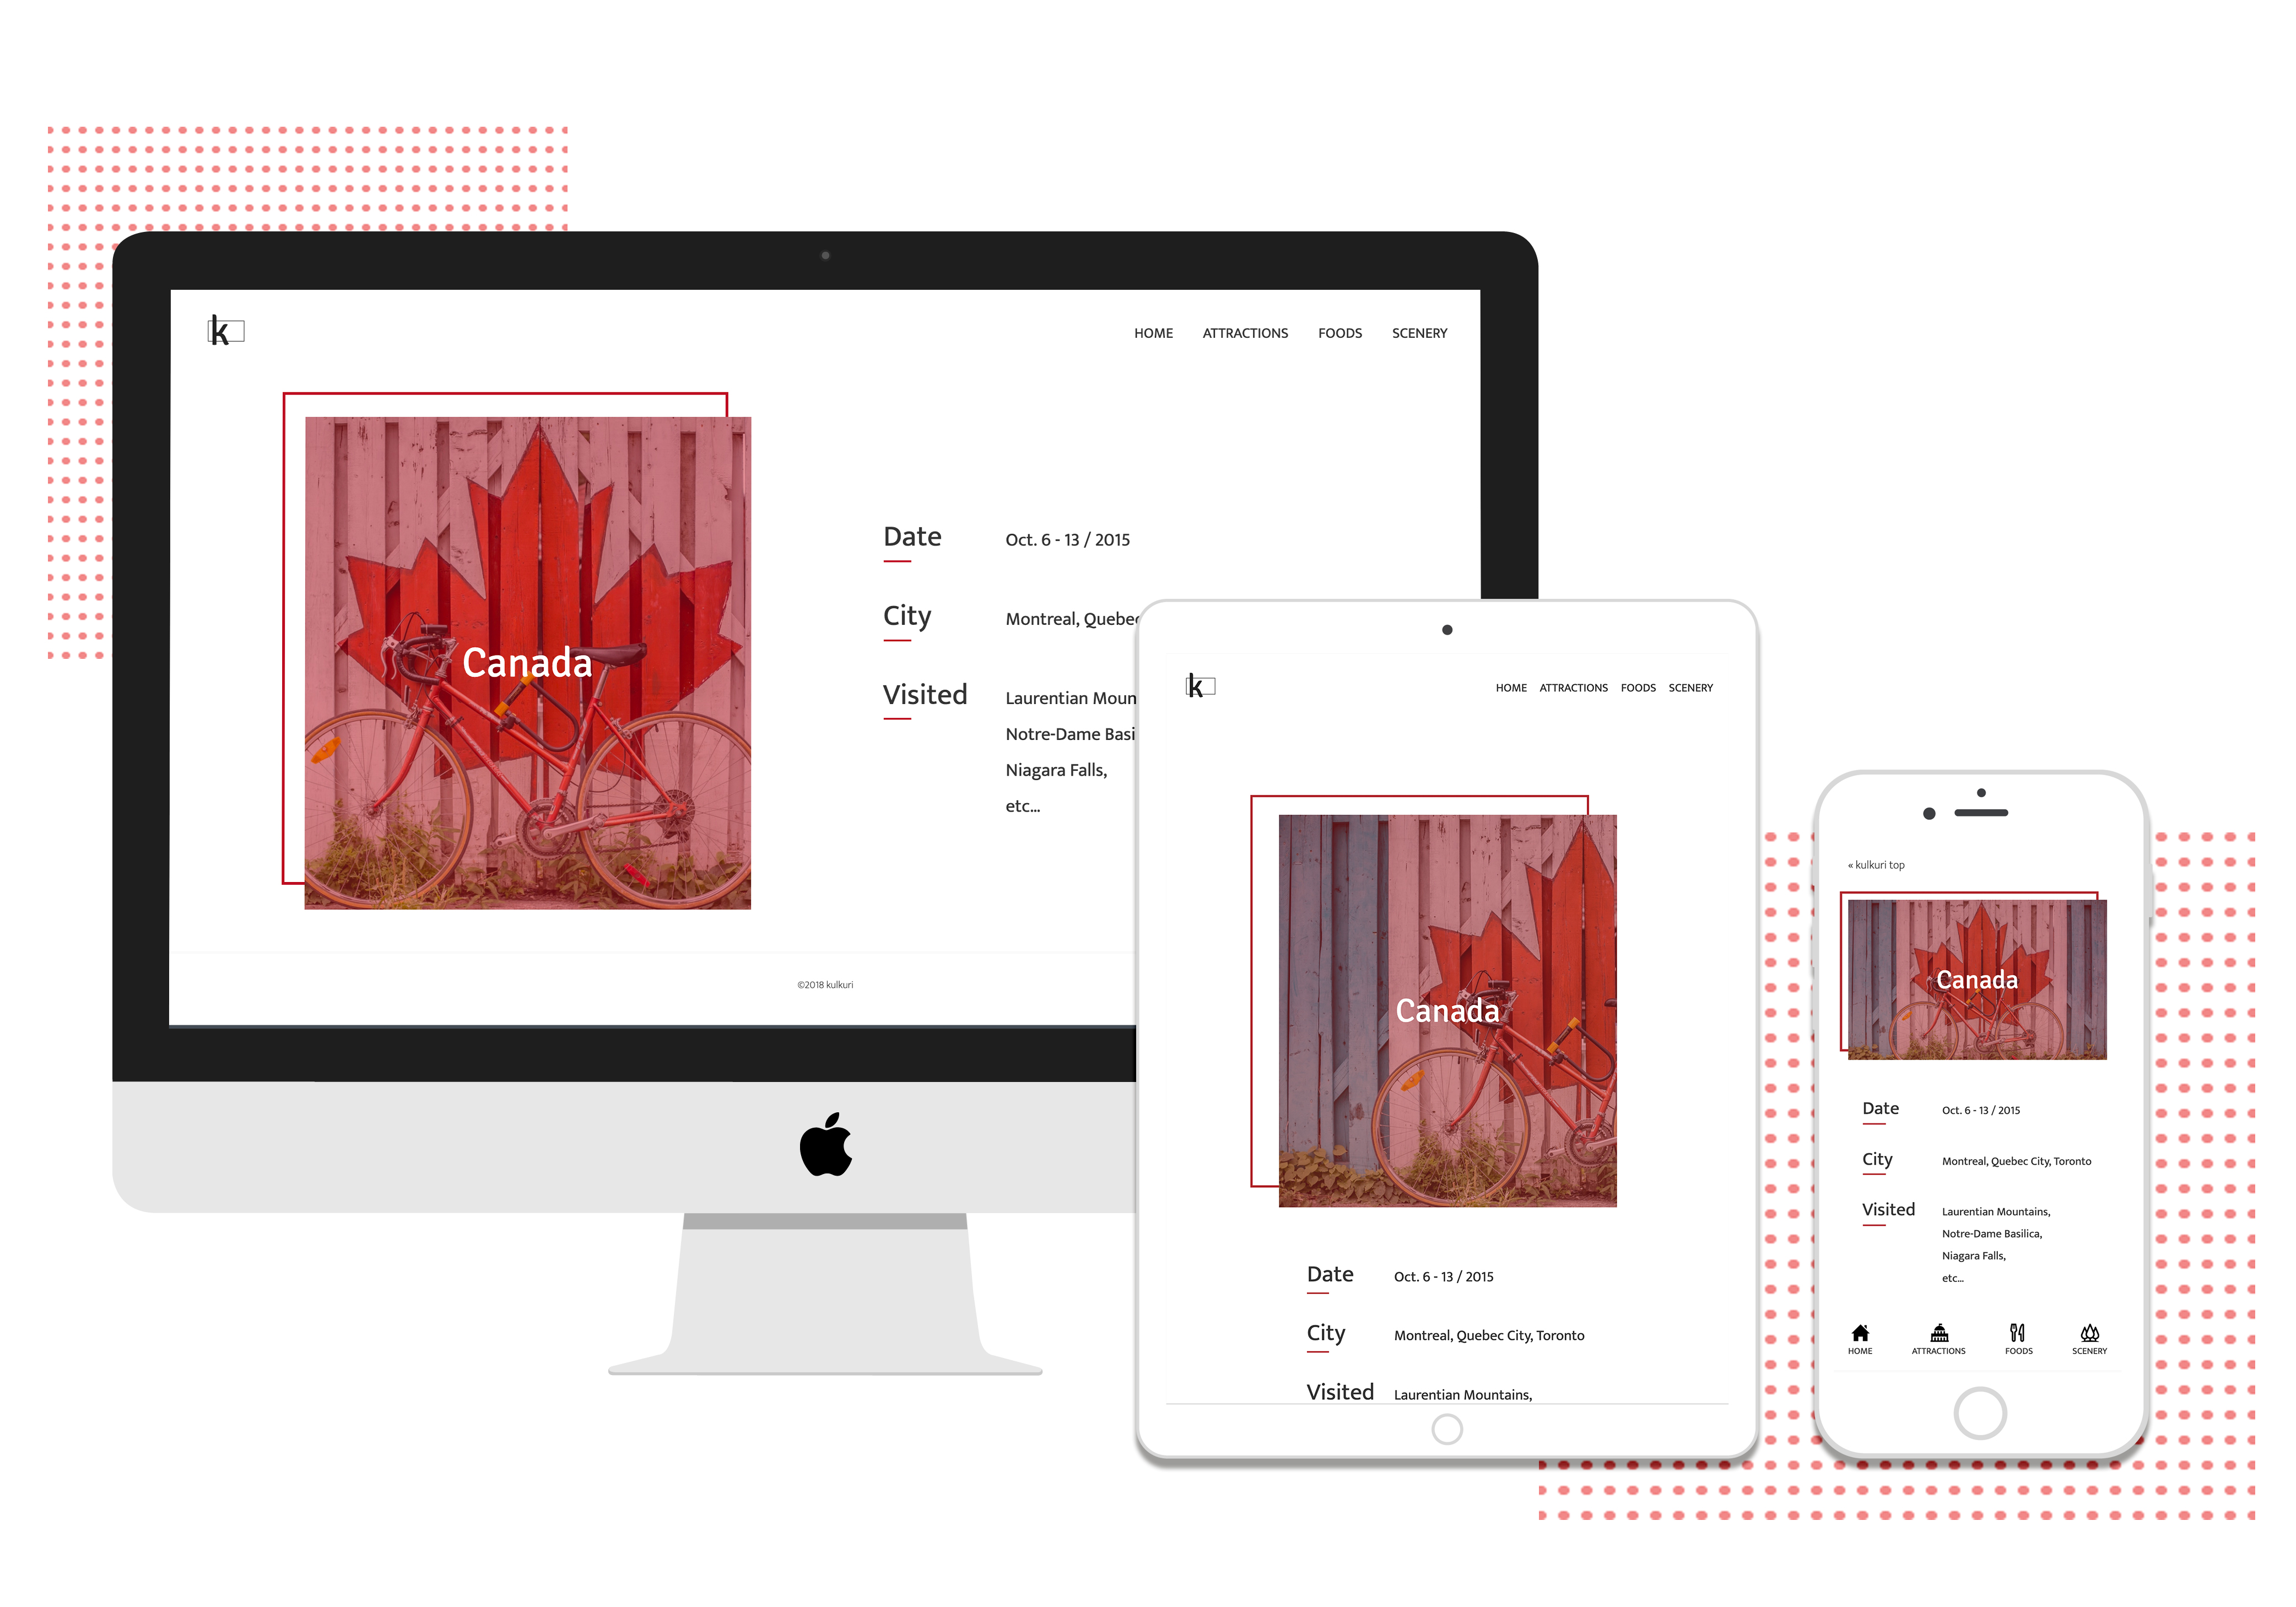 k
HOME ATTRACTIONS FOODS SCENERY
Canada
Date Oct. 6 - 13 / 2015
City Montreal, Quebec
Visited Laurentian Moun
Notre-Dame Basi
Niagara Falls,
etc...
©2018 kulkuri
k
HOME ATTRACTIONS FOODS SCENERY
Canada
Date Oct. 6 - 13 / 2015
City Montreal, Quebec City, Toronto
Visited Laurentian Mountains,
« kulkuri top
Canada
Date Oct. 6 - 13 / 2015
City Montreal, Quebec City, Toronto
Visited Laurentian Mountains,
Notre-Dame Basilica,
Niagara Falls,
etc...
HOME ATTRACTIONS FOODS SCENERY